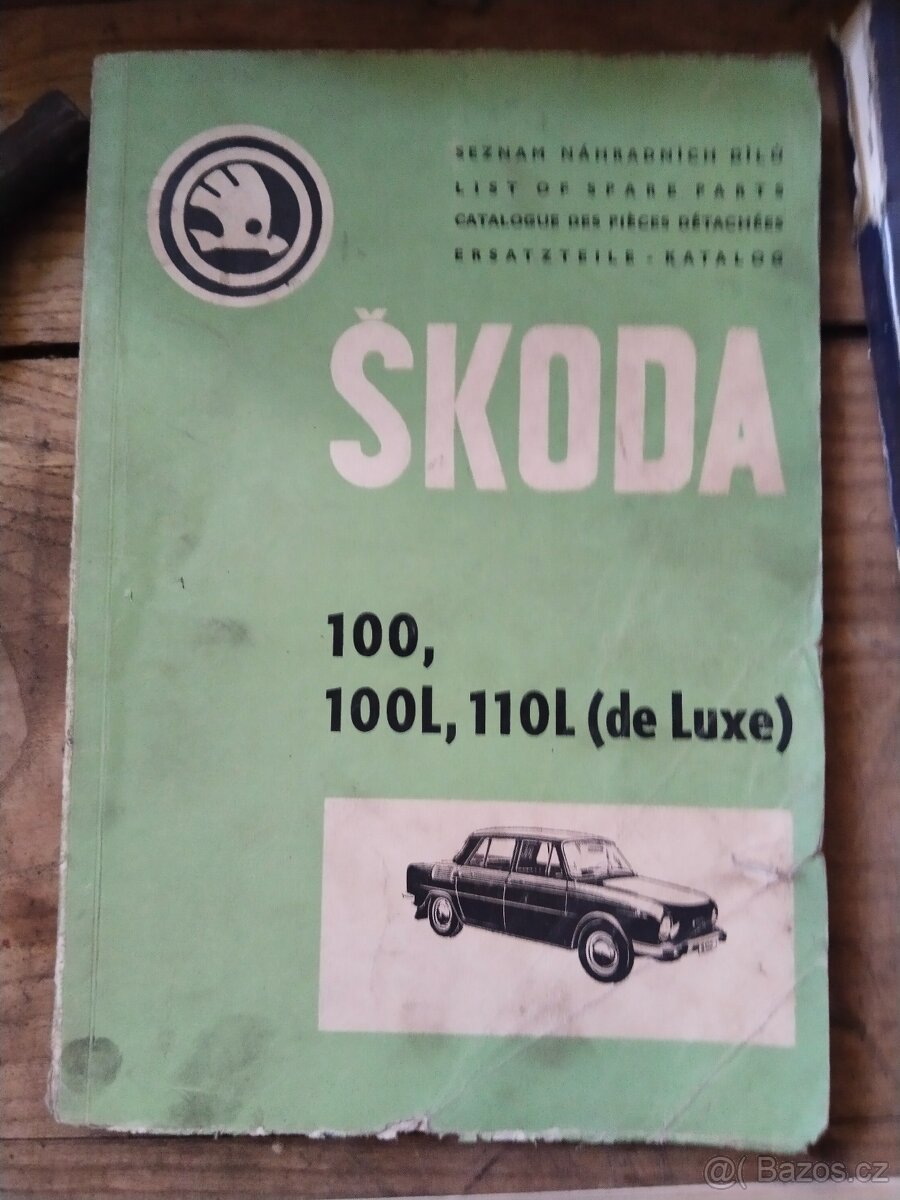 SEZNAM NÁHRADNÍCH DÍLŮ
LIST OF SPARE PARTS
CATALOGUE DES PIÈCES DÉTACHÉES
ERSATZTEILE - KATALOG
ŠKODA
100,
100L, 110L (de Luxe)
@( Bazos.cz